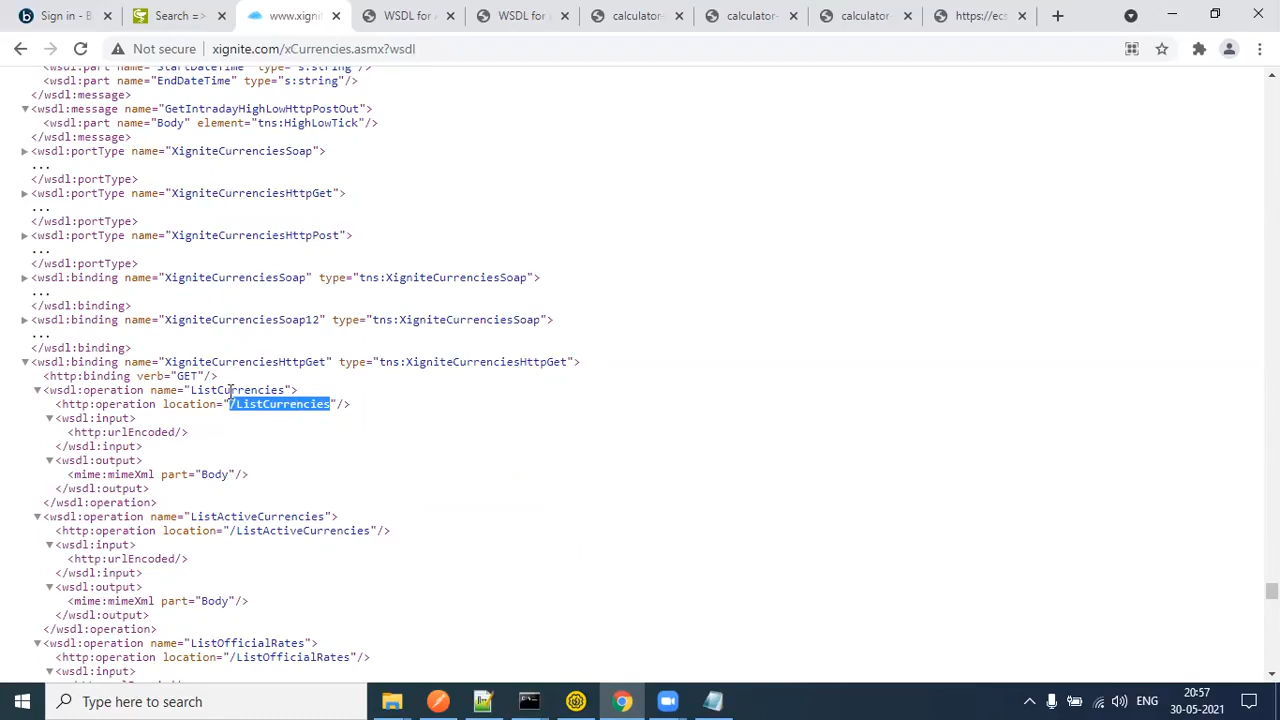 Sign in - B
Search =>
www.xignit
WSDL for
WSDL for
calculator-
calculator-
calculator
https://ecs
Not secure
xignite.com/xCurrencies.asmx?wsdl
<wsdl:part name="StartDateTime" type="s:string"/>
<wsdl:part name="EndDateTime" type="s:string"/>
</wsdl:message>
<wsdl:message name="GetIntradayHighLowHttpPostOut">
<wsdl:part name="Body" element="tns:HighLowTick"/>
</wsdl:message>
<wsdl:portType name="XigniteCurrenciesSoap">
...
</wsdl:portType>
<wsdl:portType name="XigniteCurrenciesHttpGet">
...
</wsdl:portType>
<wsdl:portType name="XigniteCurrenciesHttpPost">
...
</wsdl:portType>
<wsdl:binding name="XigniteCurrenciesSoap" type="tns:XigniteCurrenciesSoap">
...
</wsdl:binding>
<wsdl:binding name="XigniteCurrenciesSoap12" type="tns:XigniteCurrenciesSoap">
...
</wsdl:binding>
<wsdl:binding name="XigniteCurrenciesHttpGet" type="tns:XigniteCurrenciesHttpGet">
<http:binding verb="GET"/>
<wsdl:operation name="ListCurrencies">
<http:operation location="/ListCurrencies"/>
<wsdl:input>
<http:urlEncoded/>
</wsdl:input>
<wsdl:output>
<mime:mimeXml part="Body"/>
</wsdl:output>
</wsdl:operation>
<wsdl:operation name="ListActiveCurrencies">
<http:operation location="/ListActiveCurrencies"/>
<wsdl:input>
<http:urlEncoded/>
</wsdl:input>
<wsdl:output>
<mime:mimeXml part="Body"/>
</wsdl:output>
</wsdl:operation>
<wsdl:operation name="ListOfficialRates">
<http:operation location="/ListOfficialRates"/>
<wsdl:input>
Type here to search
ENG
20:57
30-05-2021